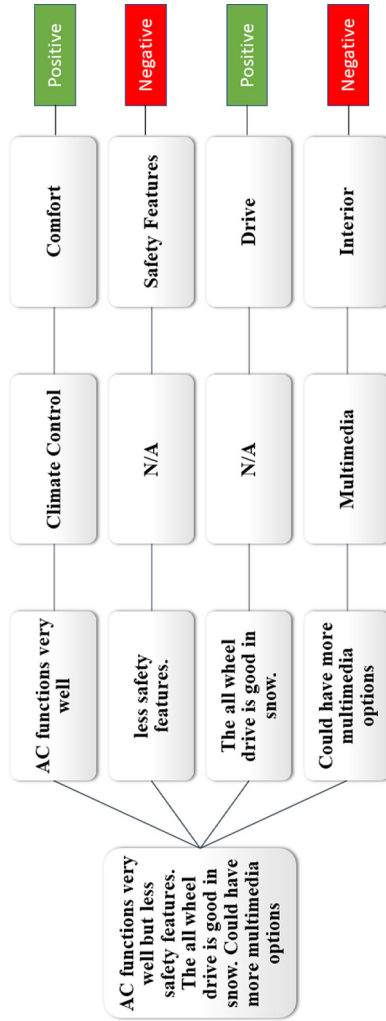 AC functions very
well but less
safety features.
The all wheel
drive is good in
snow. Could have
more multimedia
options
AC functions very
well
Climate Control
Comfort
Positive
less safety
features.
N/A
Safety Features
Negative
The all wheel
drive is good in
snow.
N/A
Drive
Positive
Could have more
multimedia
options
Multimedia
Interior
Negative